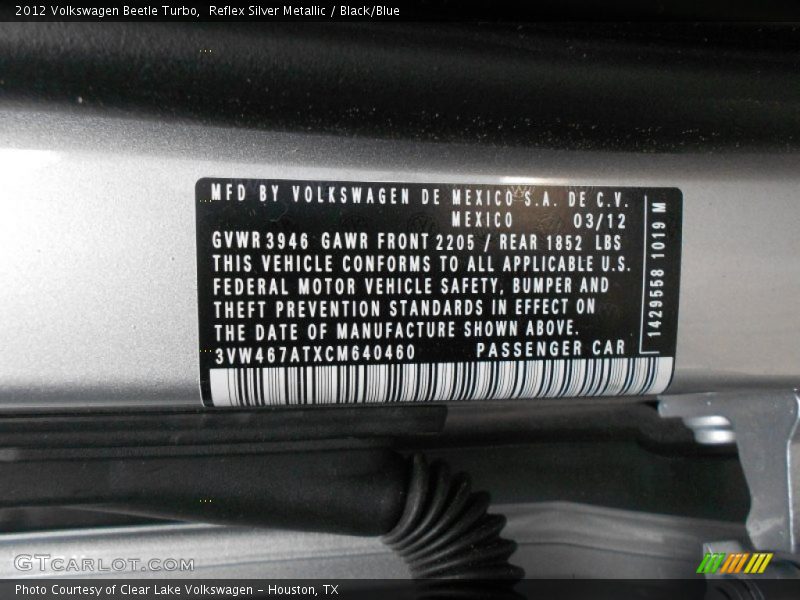 2012 Volkswagen Beetle Turbo,  Reflex Silver Metallic / Black/Blue
MFD BY VOLKSWAGEN DE MEXICO S.A. DE C.V.
MEXICO 03/12
GVWR 3946 GAWR FRONT 2205 / REAR 1852 LBS
THIS VEHICLE CONFORMS TO ALL APPLICABLE U.S.
FEDERAL MOTOR VEHICLE SAFETY, BUMPER AND
THEFT PREVENTION STANDARDS IN EFFECT ON
THE DATE OF MANUFACTURE SHOWN ABOVE.
3VW467ATXCM640460 PASSENGER CAR
1429558 1019 M
GTCarLot.com
Photo Courtesy of Clear Lake Volkswagen – Houston, TX